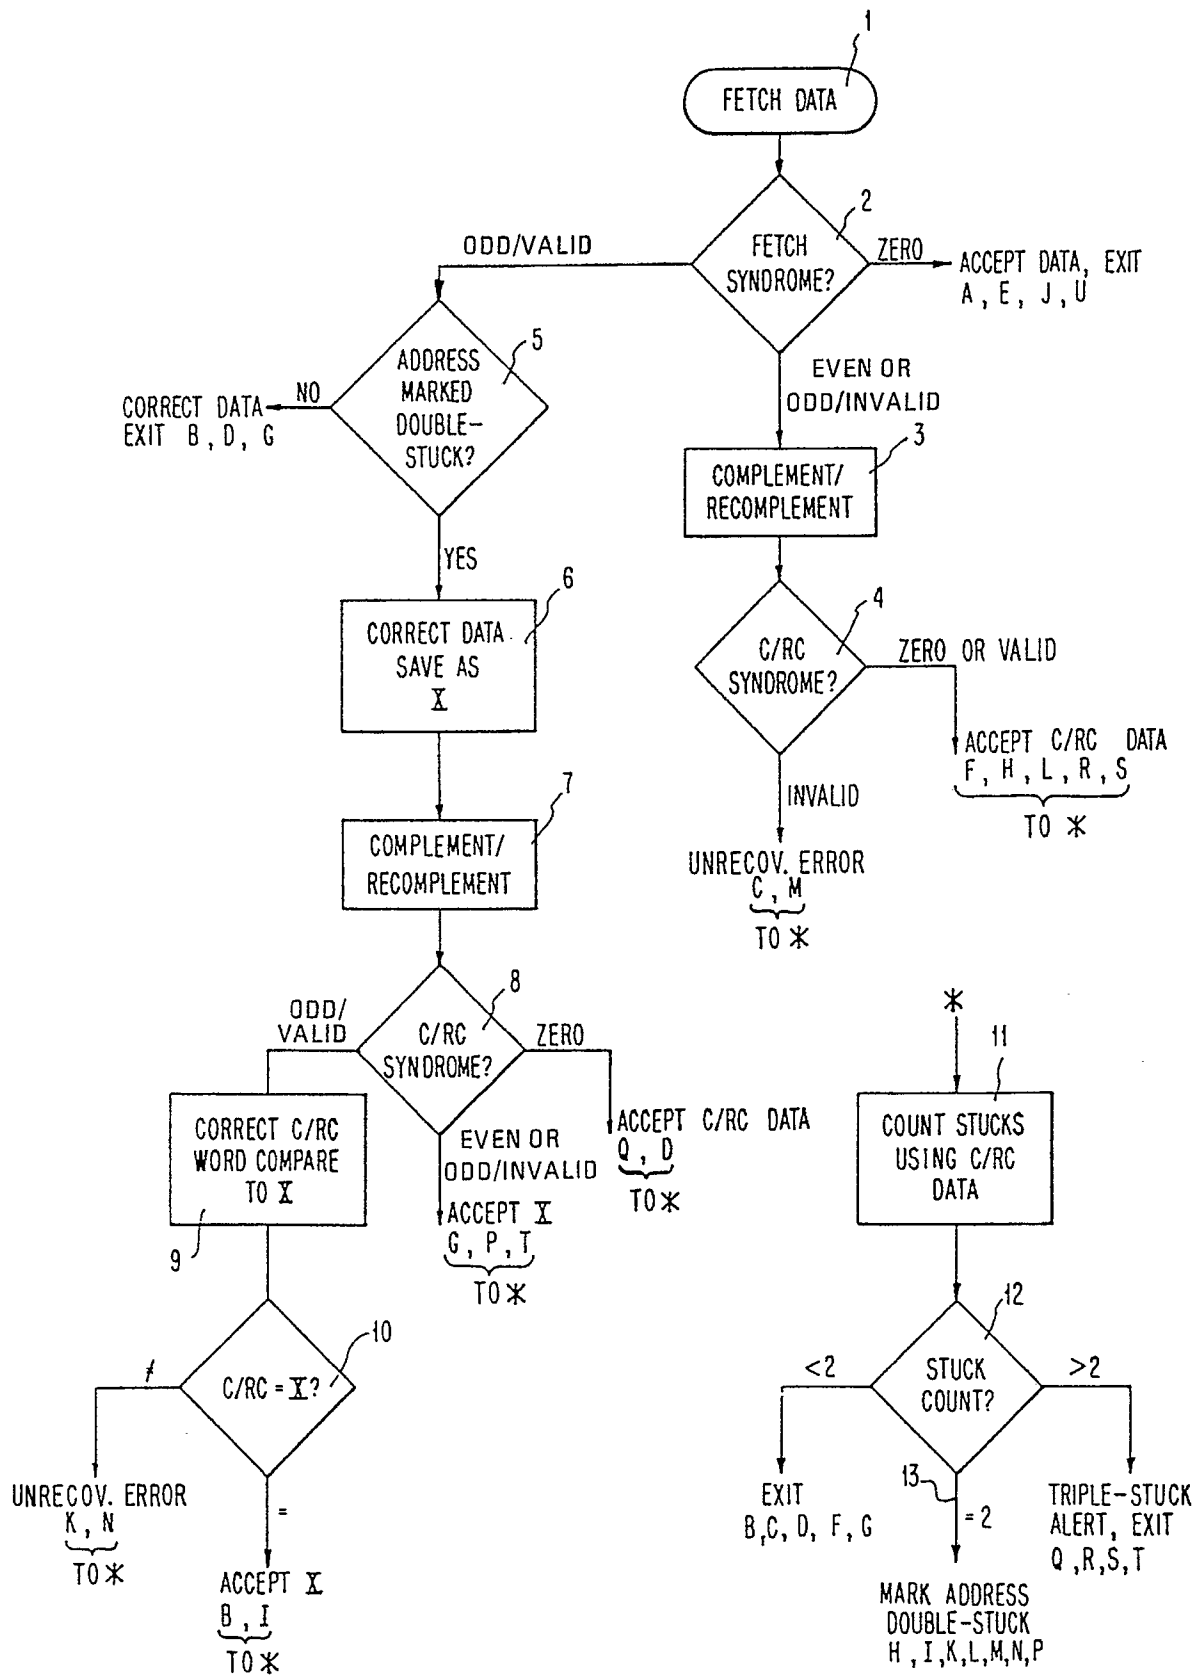 1
FETCH DATA
2
ODD/VALID
FETCH
SYNDROME?
ZERO
ACCEPT DATA, EXIT
A, E, J, U
5
ADDRESS
MARKED
DOUBLE-
STUCK?
NO
CORRECT DATA
EXIT B, D, G
EVEN OR
ODD/INVALID
3
COMPLEMENT/
RECOMPLEMENT
YES
6
CORRECT DATA
SAVE AS
X
4
C/RC
SYNDROME?
ZERO OR VALID
ACCEPT C/RC DATA
F, H, L, R, S
TO *
INVALID
UNRECOV. ERROR
C, M
TO *
7
COMPLEMENT/
RECOMPLEMENT
8
ODD/
VALID
C/RC
SYNDROME?
ZERO
ACCEPT C/RC DATA
Q, D
TO *
EVEN OR
ODD/INVALID
ACCEPT X
G, P, T
TO *
CORRECT C/RC
WORD COMPARE
TO X
9
10
C/RC = X?
≠
UNRECOV. ERROR
K, N
TO *
=
ACCEPT X
B, I
TO *
*
11
COUNT STUCKS
USING C/RC
DATA
12
STUCK
COUNT?
<2
>2
EXIT
B,C, D, F, G
13
=2
TRIPLE-STUCK
ALERT, EXIT
Q,R,S,T
MARK ADDRESS
DOUBLE-STUCK
H,I,K,L,M,N,P